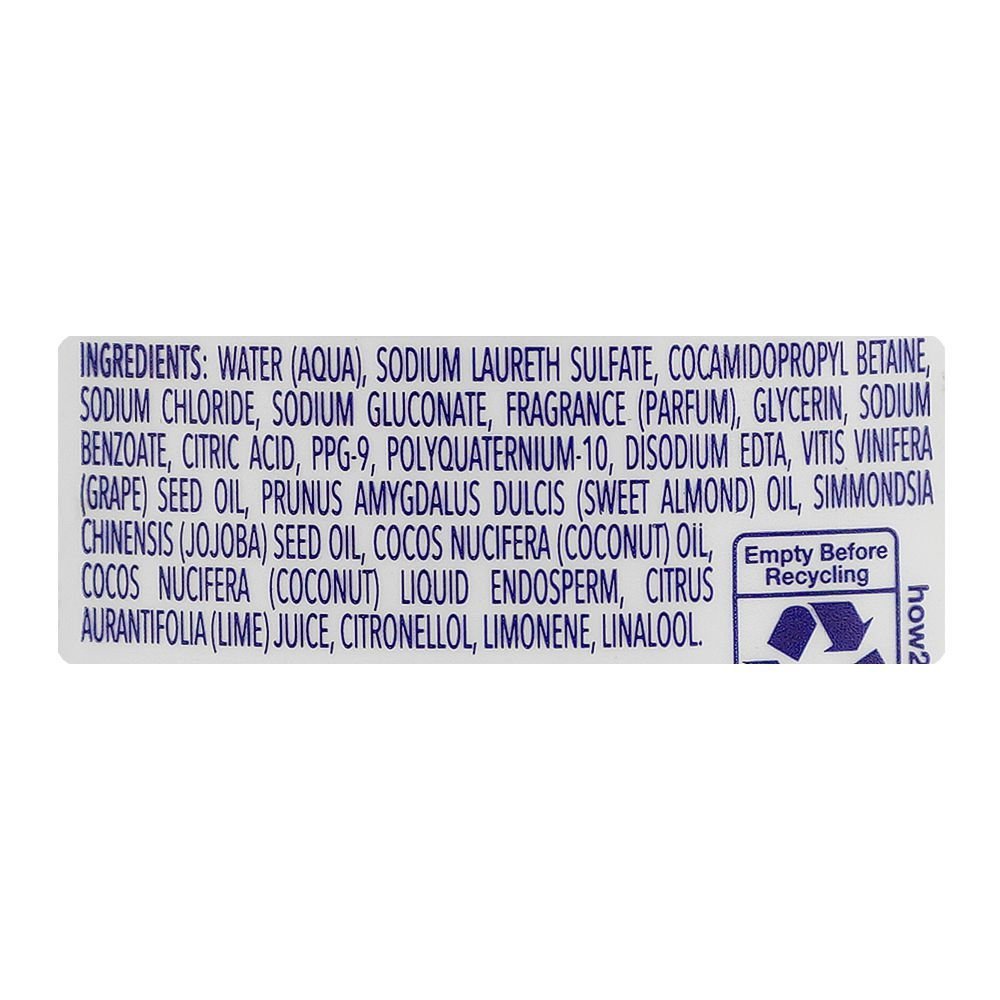 INGREDIENTS: WATER (AQUA), SODIUM LAURETH SULFATE, COCAMIDOPROPYL BETAINE,
SODIUM CHLORIDE, SODIUM GLUCONATE, FRAGRANCE (PARFUM), GLYCERIN, SODIUM
BENZOATE, CITRIC ACID, PPG-9, POLYQUATERNIUM-10, DISODIUM EDTA, VITIS VINIFERA
(GRAPE) SEED OIL, PRUNUS AMYGDALUS DULCIS (SWEET ALMOND) OIL, SIMMONDSIA
CHINENSIS (JOJOBA) SEED OIL, COCOS NUCIFERA (COCONUT) OIL,
COCOS NUCIFERA (COCONUT) LIQUID ENDOSPERM, CITRUS
AURANTIFOLIA (LIME) JUICE, CITRONELLOL, LIMONENE, LINALOOL.
Empty Before
Recycling
how2